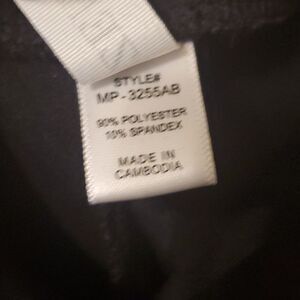 STYLE#
MP-3255AB
90% POLYESTER
10% SPANDEX
MADE IN
CAMBODIA